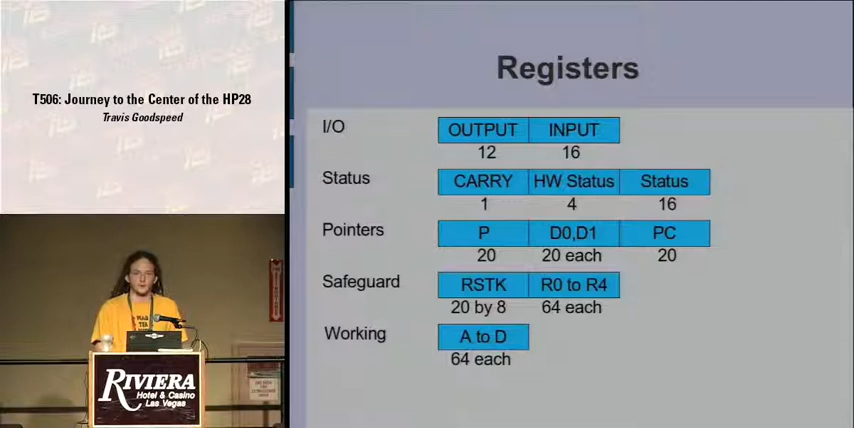 T506: Journey to the Center of the HP28
Travis Goodspeed
RIVIERA
Hotel & Casino
Las Vegas
Registers
I/O OUTPUT INPUT
12 16
Status CARRY HW Status Status
1 4 16
Pointers P D0,D1 PC
20 20 each 20
Safeguard RSTK R0 to R4
20 by 8 64 each
Working A to D
64 each